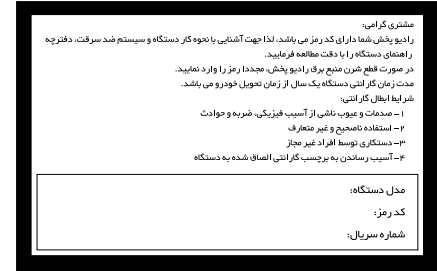 مشتری گرامی:
رادیو پخش شما دارای کد رمز می باشد، لذا جهت آشنایی با نحوه کار دستگاه و سیستم ضد سرقت، دفترچه
راهنمای دستگاه را با دقت مطالعه فرمایید.
در صورت قطع شرن منبع برق رادیو پخش، مجددا رمز را وارد نمایید.
مدت زمان گارانتی دستگاه یک سال از زمان تحویل خودرو می باشد.
شرایط ابطال گارانتی:
۱- صدمات و عیوب ناشی از آسیب فیزیکی، ضربه و حوادث
۲- استفاده ناصحیح و غیر متعارف
۳- دستکاری توسط افراد غیر مجاز
۴- آسیب رساندن به برچسب گارانتی الصاق شده به دستگاه
مدل دستگاه:
کد رمز:
شماره سریال: